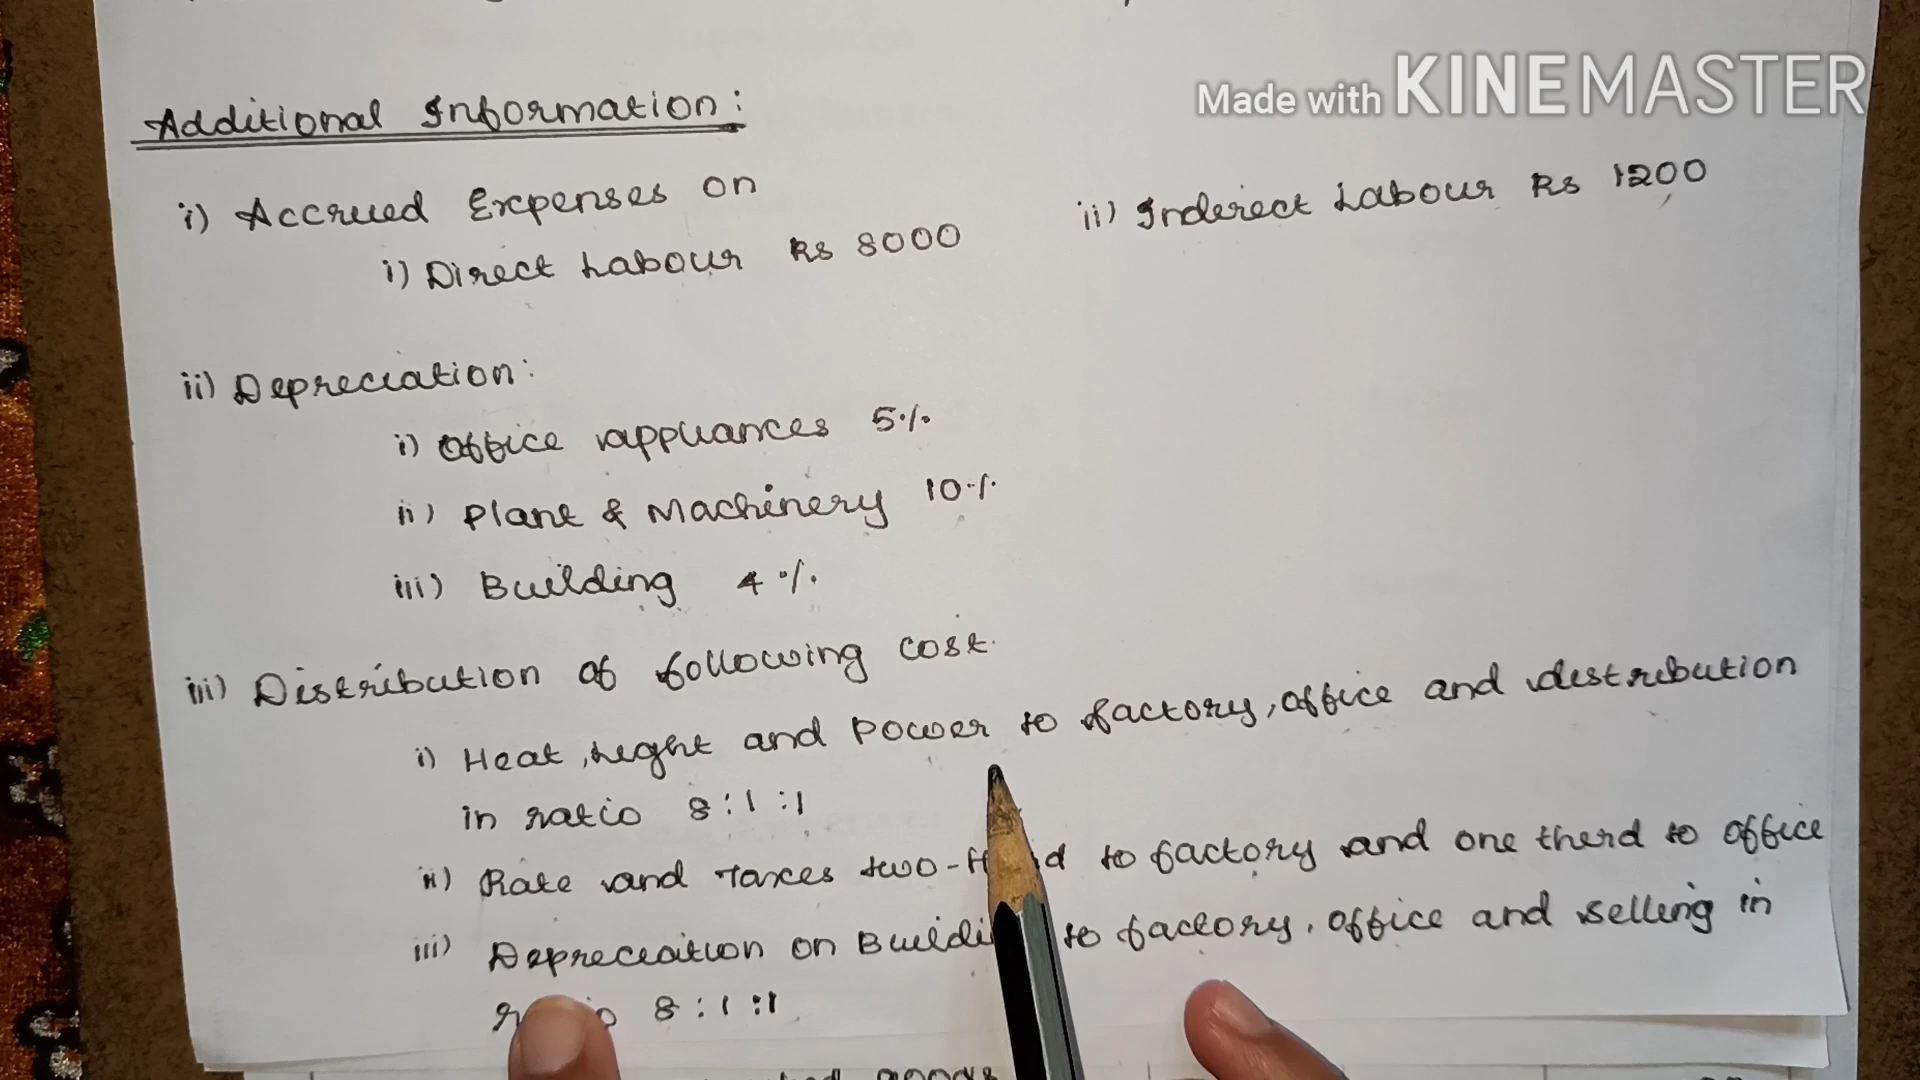 Made with KINEMASTER
Additional Information:
i) Accrued Expenses on
i) Direct Labour Rs 8000
ii) Inderect Labour Rs 1200
ii) Depreciation:
i) Office appliances 5%
ii) Plant & Machinery 10%
iii) Building 4%
iii) Distribution of following cost.
i) Heat, Light and Power to factory, office and distribution
in ratio 8:1:1
ii) Rate and Taxes two- to factory and one third to office
iii) Depreciation on to factory, office and selling in
8:1:1
goods